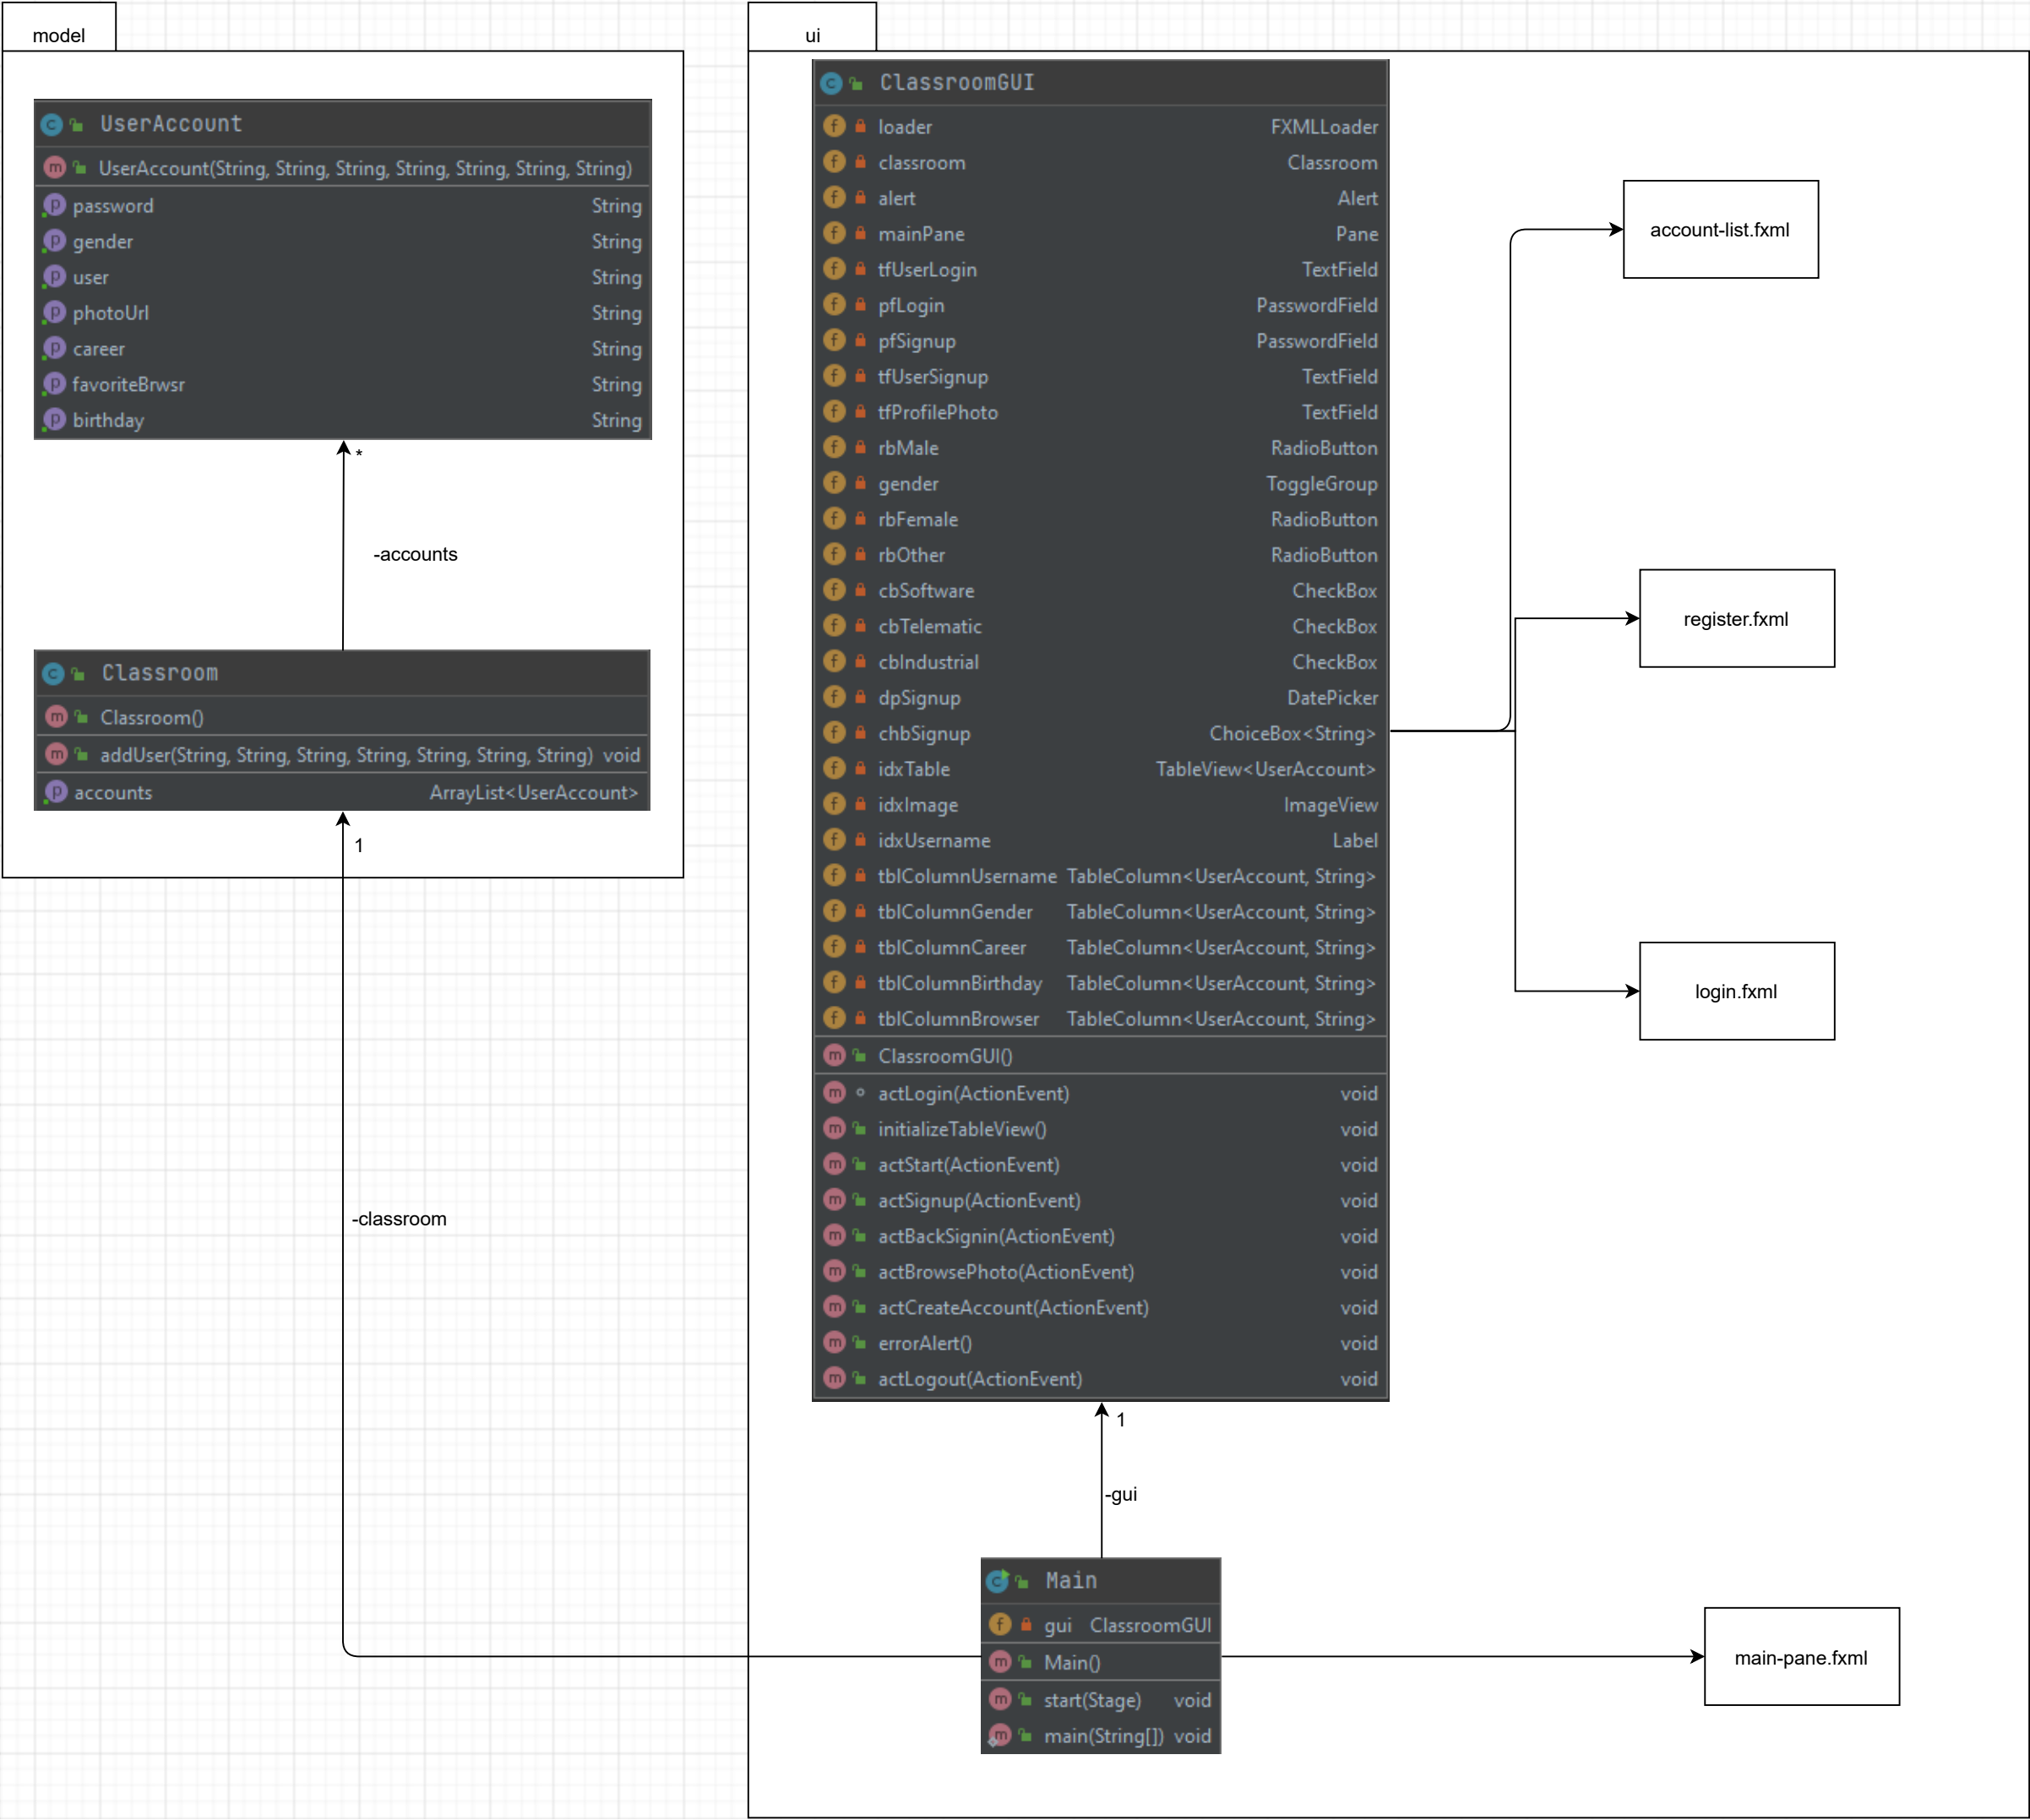 model
UserAccount
UserAccount(String, String, String, String, String, String, String)
password String
gender String
user String
photoUrl String
career String
favoriteBrwsr String
birthday String
*
-accounts
Classroom
Classroom()
addUser(String, String, String, String, String, String, String) void
accounts ArrayList<UserAccount>
1
-classroom
ui
ClassroomGUI
loader FXMLLoader
classroom Classroom
alert Alert
mainPane Pane
tfUserLogin TextField
pfLogin PasswordField
pfSignup PasswordField
tfUserSignup TextField
tfProfilePhoto TextField
rbMale RadioButton
gender ToggleGroup
rbFemale RadioButton
rbOther RadioButton
cbSoftware CheckBox
cbTelematic CheckBox
cbIndustrial CheckBox
dpSignup DatePicker
chbSignup ChoiceBox<String>
idxTable TableView<UserAccount>
idxImage ImageView
idxUsername Label
tblColumnUsername TableColumn<UserAccount, String>
tblColumnGender TableColumn<UserAccount, String>
tblColumnCareer TableColumn<UserAccount, String>
tblColumnBirthday TableColumn<UserAccount, String>
tblColumnBrowser TableColumn<UserAccount, String>
ClassroomGUI()
actLogin(ActionEvent) void
initializeTableView() void
actStart(ActionEvent) void
actSignup(ActionEvent) void
actBackSignin(ActionEvent) void
actBrowsePhoto(ActionEvent) void
actCreateAccount(ActionEvent) void
errorAlert() void
actLogout(ActionEvent) void
account-list.fxml
register.fxml
login.fxml
1
-gui
Main
gui ClassroomGUI
Main()
start(Stage) void
main(String[]) void
main-pane.fxml